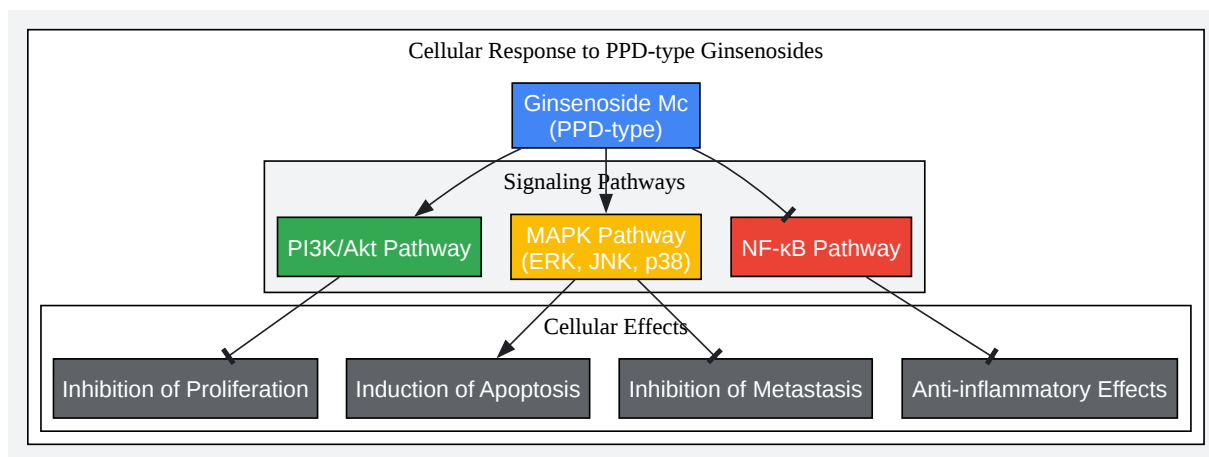 Cellular Response to PPD-type Ginsenosides
Ginsenoside Mc
(PPD-type)
Signaling Pathways
PI3K/Akt Pathway
MAPK Pathway
(ERK, JNK, p38)
NF-κB Pathway
Cellular Effects
Inhibition of Proliferation
Induction of Apoptosis
Inhibition of Metastasis
Anti-inflammatory Effects